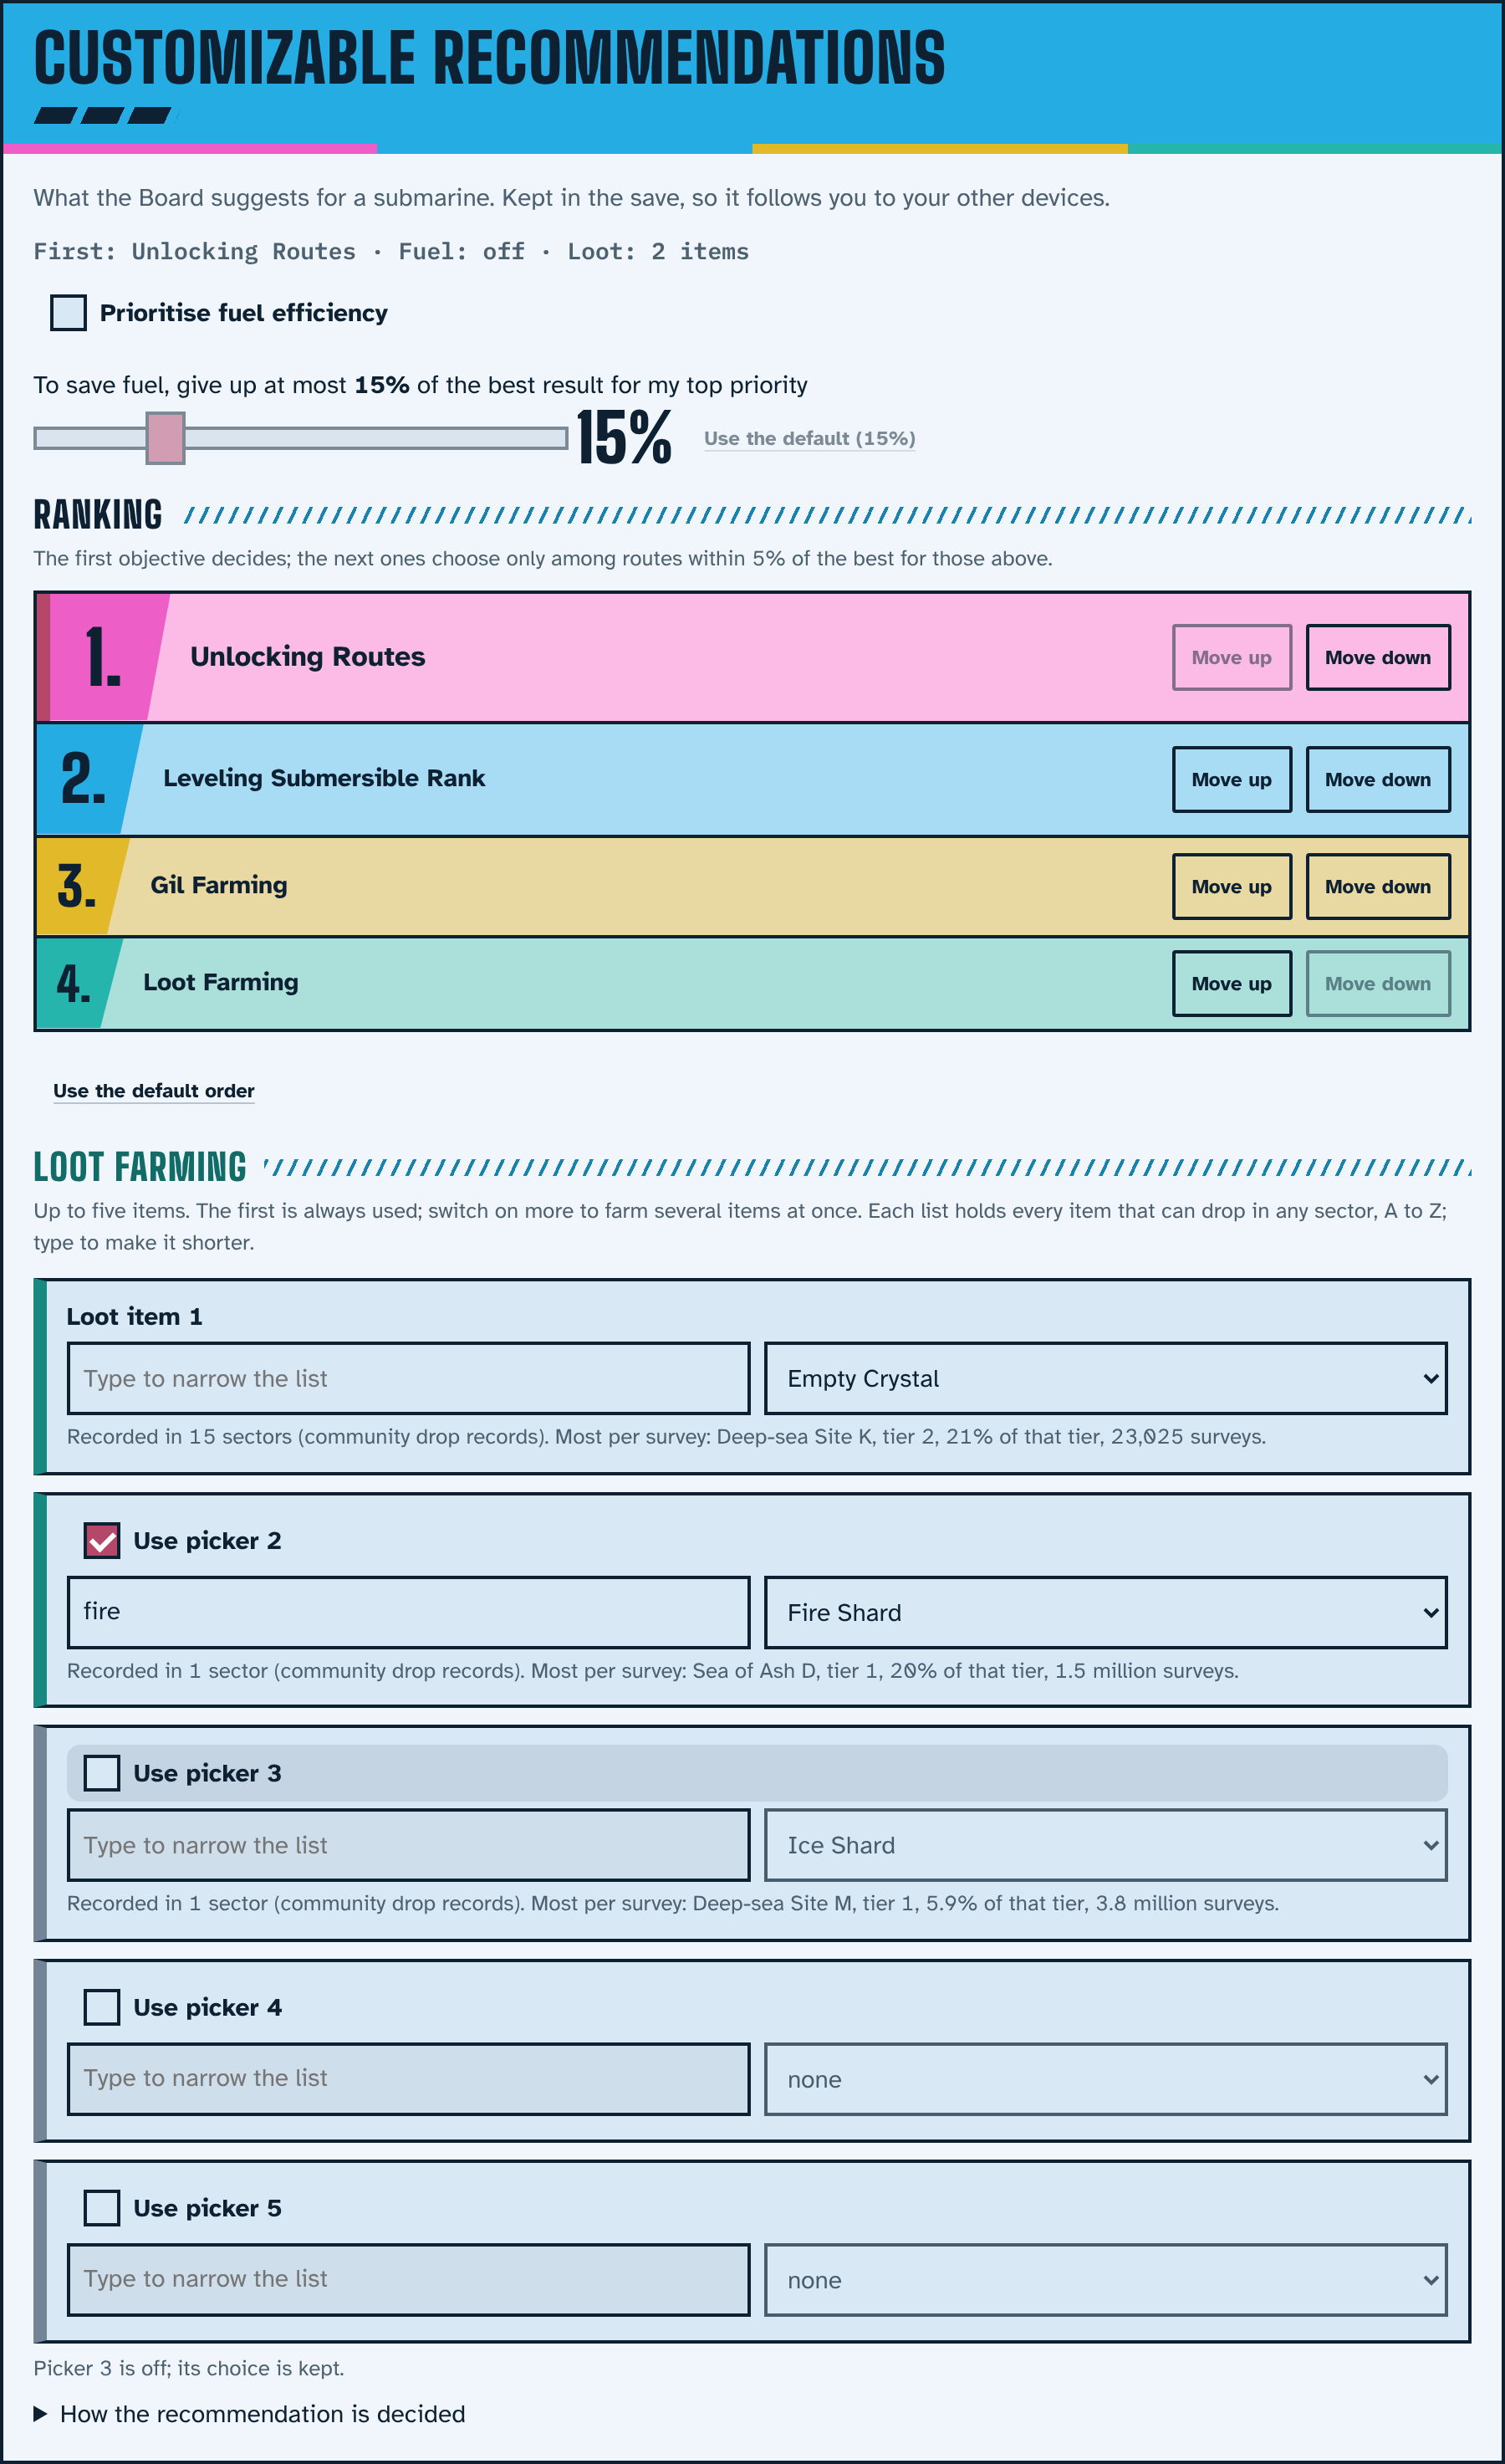 CUSTOMIZABLE RECOMMENDATIONS
What the Board suggests for a submarine. Kept in the save, so it follows you to your other devices.
First: Unlocking Routes · Fuel: off · Loot: 2 items
Prioritise fuel efficiency
To save fuel, give up at most 15% of the best result for my top priority
15% Use the default (15%)
RANKING
The first objective decides; the next ones choose only among routes within 5% of the best for those above.
1. Unlocking Routes Move up Move down
2. Leveling Submersible Rank Move up Move down
3. Gil Farming Move up Move down
4. Loot Farming Move up Move down
Use the default order
LOOT FARMING
Up to five items. The first is always used; switch on more to farm several items at once. Each list holds every item that can drop in any sector, A to Z;
type to make it shorter.
Loot item 1
Type to narrow the list Empty Crystal
Recorded in 15 sectors (community drop records). Most per survey: Deep-sea Site K, tier 2, 21% of that tier, 23,025 surveys.
Use picker 2
fire Fire Shard
Recorded in 1 sector (community drop records). Most per survey: Sea of Ash D, tier 1, 20% of that tier, 1.5 million surveys.
Use picker 3
Type to narrow the list Ice Shard
Recorded in 1 sector (community drop records). Most per survey: Deep-sea Site M, tier 1, 5.9% of that tier, 3.8 million surveys.
Use picker 4
Type to narrow the list none
Use picker 5
Type to narrow the list none
Picker 3 is off; its choice is kept.
How the recommendation is decided